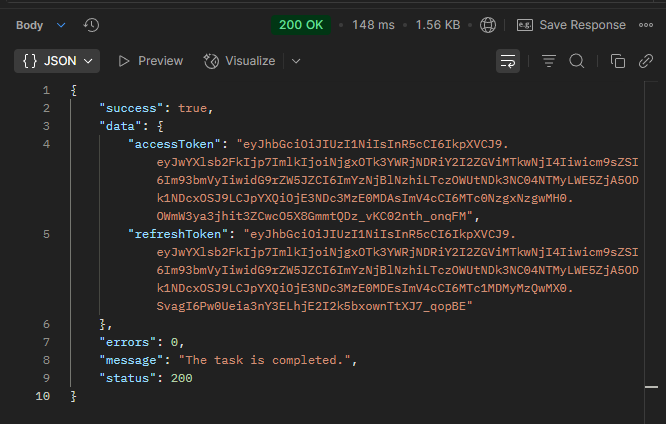 Body
200 OK • 148 ms • 1.56 KB • e.g. Save Response
{ } JSON Preview Visualize
1 {
2 "success": true,
3 "data": {
4 "accessToken": "eyJhbGciOiJIUzI1NiIsInR5cCI6IkpXVCJ9.
eyJwYXlsb2FkIjp7ImlkIjoiNjgxOTk3YWRjNDRiY2I2ZGViMTkwNjI4Iiwicm9sZSI
6Im93bmVyIiwidG9rZW5JZCI6ImYzNjBlNzhiLTczOWUtNDk3NC04NTMyLWE5ZjA5OD
k1NDcxOSJ9LCJpYXQiOjE3NDc3MzE0MDAsImV4cCI6MTc0NzgxNzgwMH0.
OWmW3ya3jhit3ZCwcO5X8GmmtQDz_vKC02nth_onqFM",
5 "refreshToken": "eyJhbGciOiJIUzI1NiIsInR5cCI6IkpXVCJ9.
eyJwYXlsb2FkIjp7ImlkIjoiNjgxOTk3YWRjNDRiY2I2ZGViMTkwNjI4Iiwicm9sZSI
6Im93bmVyIiwidG9rZW5JZCI6ImYzNjBlNzhiLTczOWUtNDk3NC04NTMyLWE5ZjA5OD
k1NDcxOSJ9LCJpYXQiOjE3NDc3MzE0MDEsImV4cCI6MTc1MDMyMzQwMX0.
SvagI6Pw0Ueia3nY3ELhjE2I2k5bxownTtXJ7_qopBE"
6 },
7 "errors": 0,
8 "message": "The task is completed.",
9 "status": 200
10 }